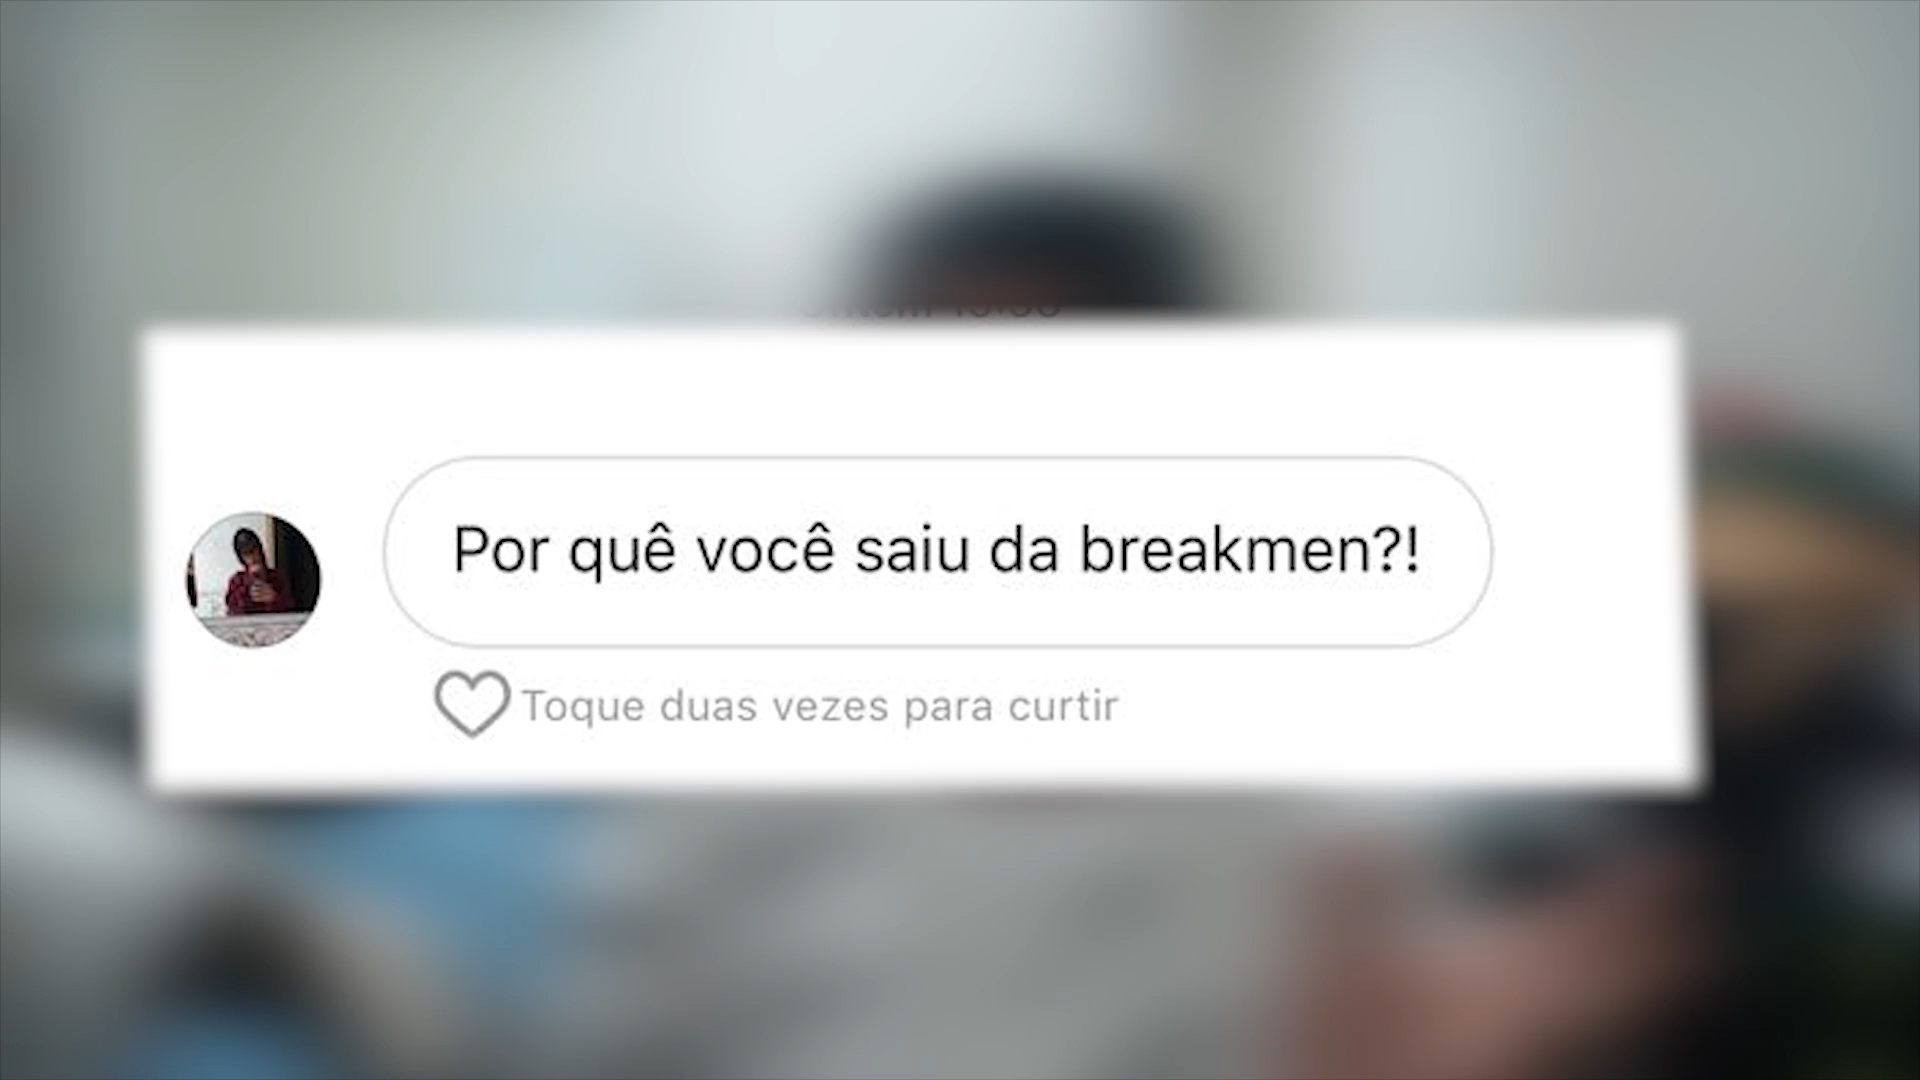 Por quê você saiu da breakmen?!
Toque duas vezes para curtir